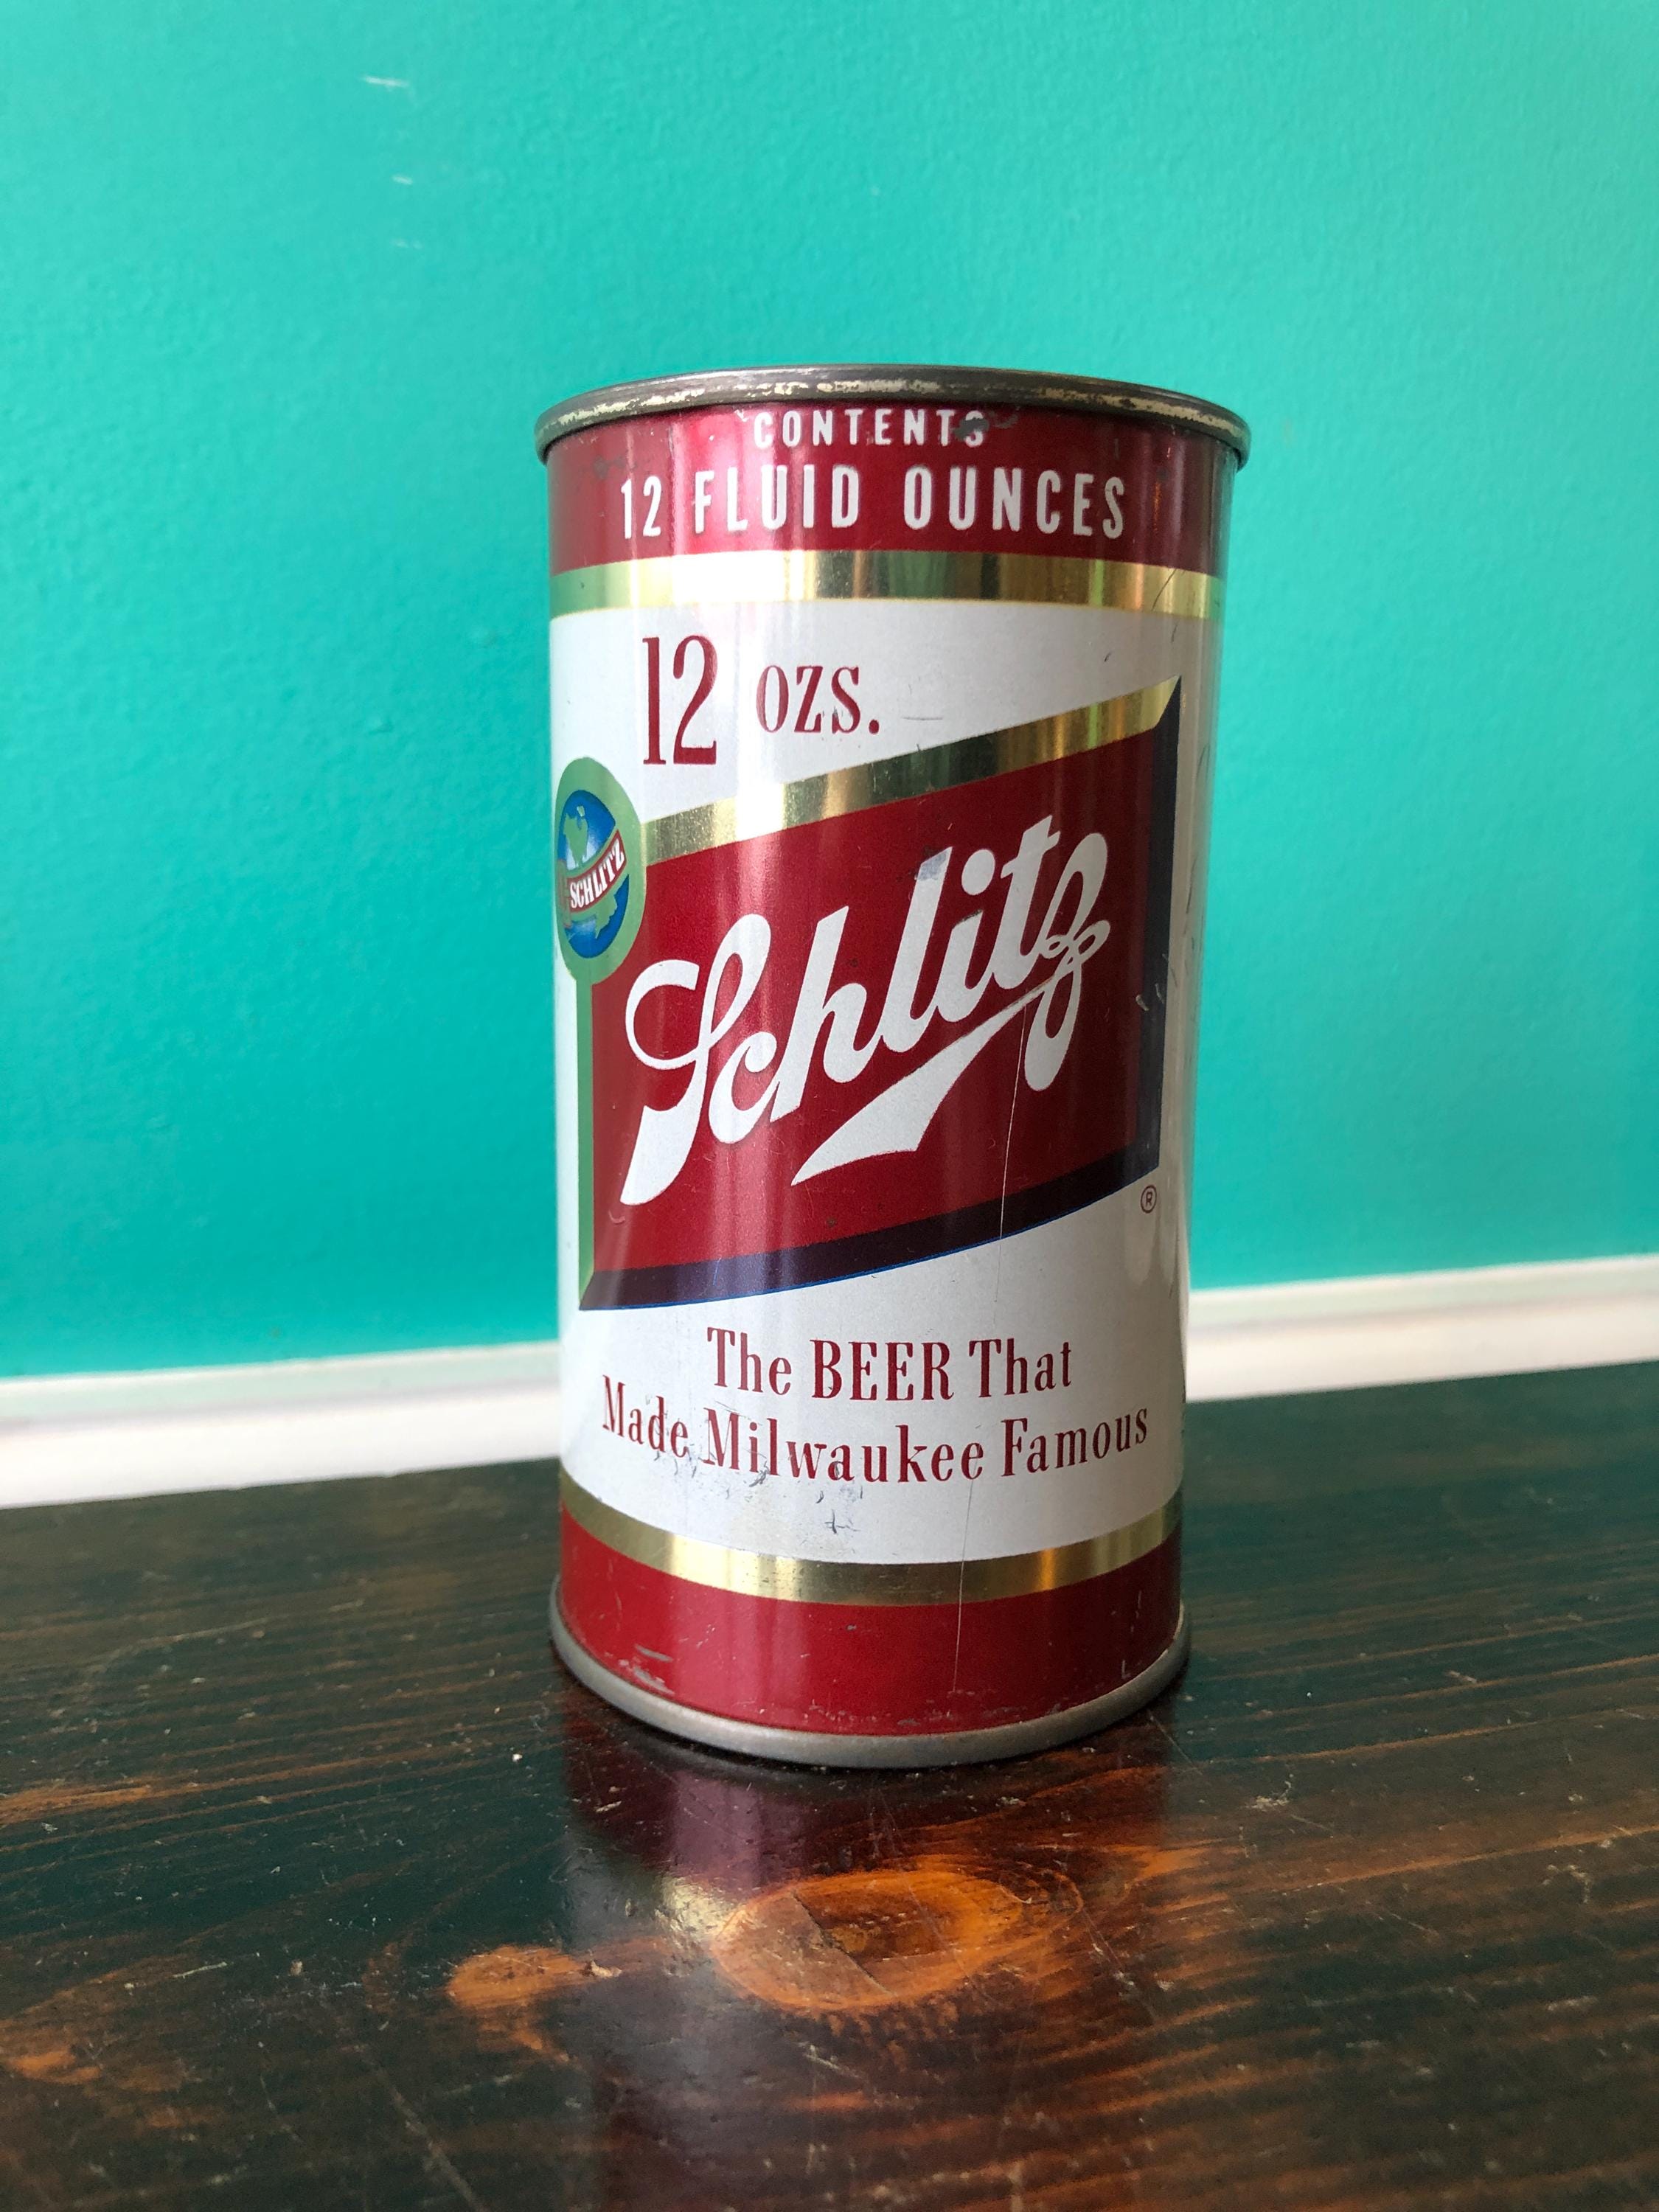 CONTENTS
12 FLUID OUNCES
12 OZS.
SCHLITZ
Schlitz
®
The BEER That
Made Milwaukee Famous